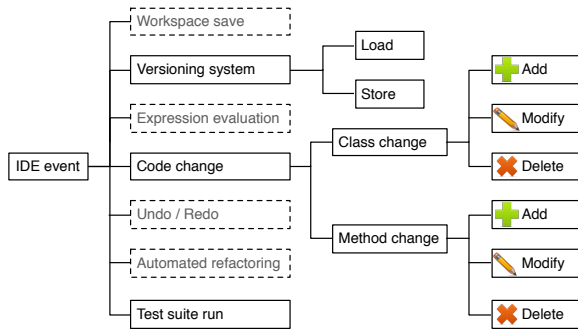 Workspace save
Versioning system
Load
Store
Expression evaluation
IDE event
Code change
Class change
Add
Modify
Delete
Undo / Redo
Method change
Add
Modify
Delete
Automated refactoring
Test suite run